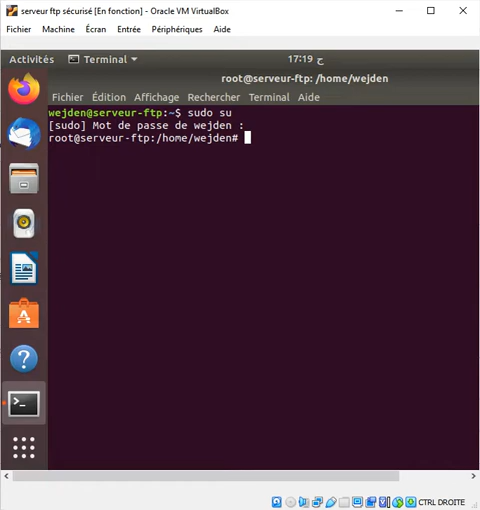 serveur ftp sécurisé [En fonction] - Oracle VM VirtualBox
Fichier Machine Écran Entrée Périphériques Aide
Activités Terminal 17:19 ح
root@serveur-ftp: /home/wejden
Fichier Édition Affichage Rechercher Terminal Aide
wejden@serveur-ftp:~$ sudo su
[sudo] Mot de passe de wejden :
root@serveur-ftp:/home/wejden#
CTRL DROITE